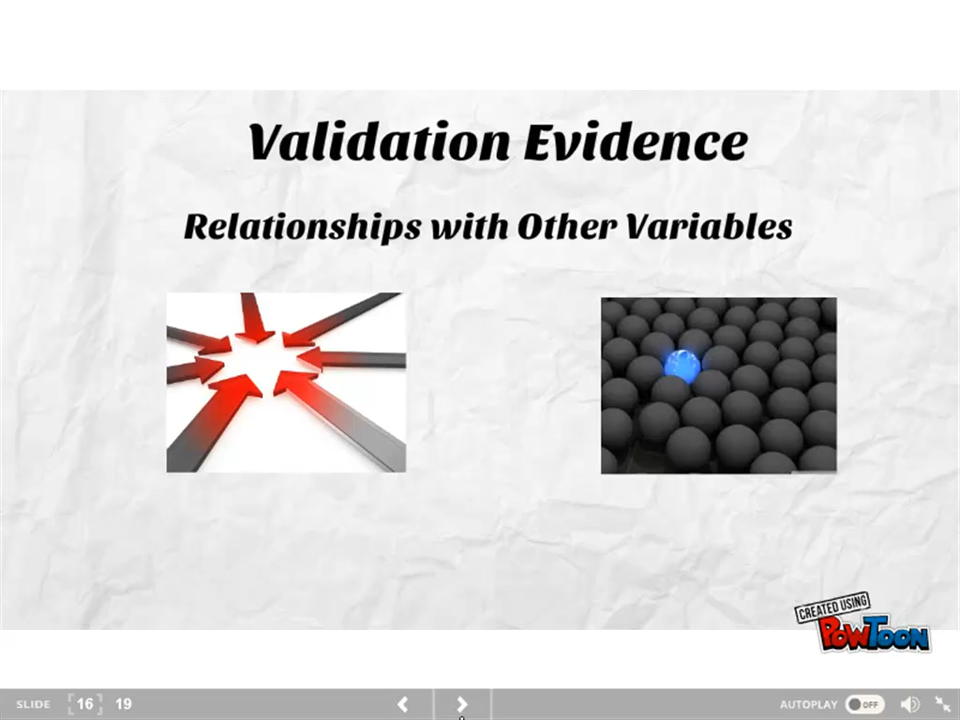 Validation Evidence
Relationships with Other Variables
CREATED USING
POWTOON
SLIDE 16 19 AUTOPLAY OFF